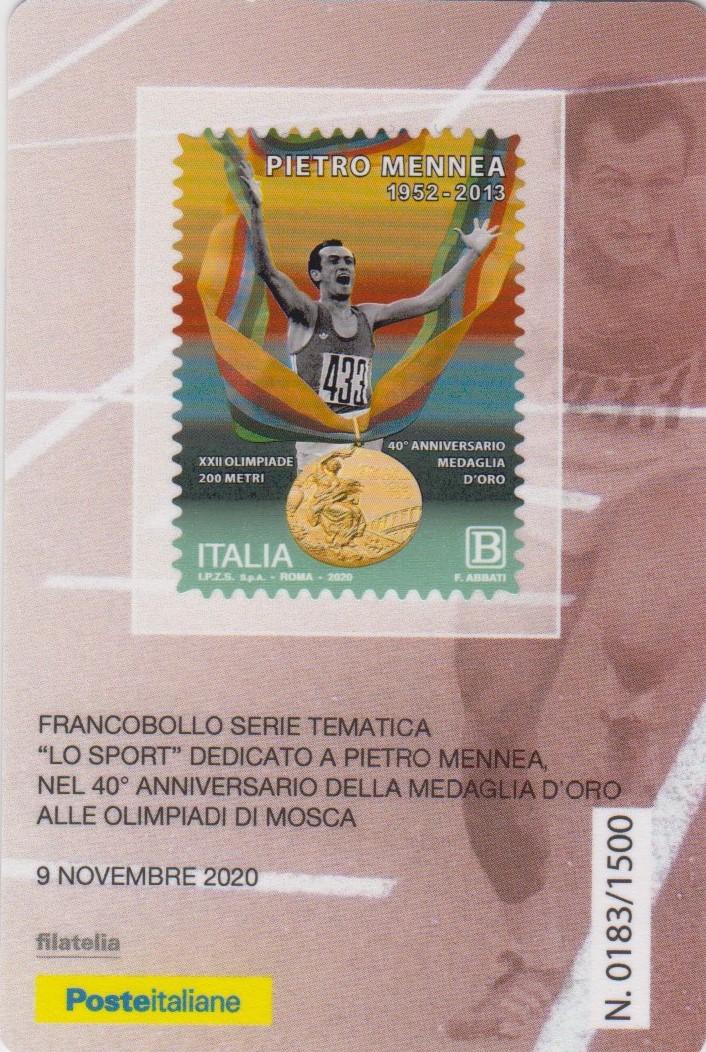 PIETRO MENNEA
1952 - 2013
433
XXII OLIMPIADE
200 METRI
40° ANNIVERSARIO
MEDAGLIA
D'ORO
ITALIA
B
I.P.Z.S. S.p.A. - ROMA - 2020
F. ABBATI
FRANCOBOLLO SERIE TEMATICA
“LO SPORT” DEDICATO A PIETRO MENNEA,
NEL 40° ANNIVERSARIO DELLA MEDAGLIA D’ORO
ALLE OLIMPIADI DI MOSCA
9 NOVEMBRE 2020
filatelia
Posteitaliane
N. 0183/1500